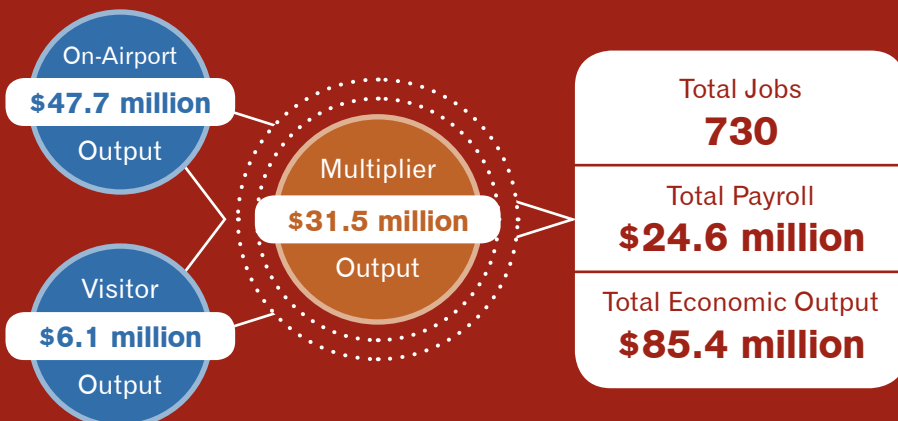 On-Airport
$47.7 million
Output
Visitor
$6.1 million
Output
Multiplier
$31.5 million
Output
Total Jobs
730
Total Payroll
$24.6 million
Total Economic Output
$85.4 million